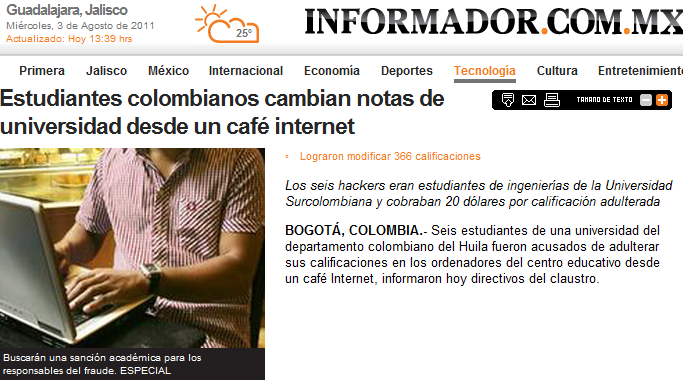 Guadalajara, Jalisco
Miércoles, 3 de Agosto de 2011
Actualizado: Hoy 13:39 hrs
25°
INFORMADOR.COM.MX
Primera Jalisco México Internacional Economía Deportes Tecnología Cultura Entretenimiento
Estudiantes colombianos cambian notas de
universidad desde un café internet
TAMAÑO DE TEXTO
Lograron modificar 366 calificaciones
Los seis hackers eran estudiantes de ingenierías de la Universidad
Surcolombiana y cobraban 20 dólares por calificación adulterada
BOGOTÁ, COLOMBIA.- Seis estudiantes de una universidad del
departamento colombiano del Huila fueron acusados de adulterar
sus calificaciones en los ordenadores del centro educativo desde
un café Internet, informaron hoy directivos del claustro.
Buscarán una sanción académica para los
responsables del fraude. ESPECIAL